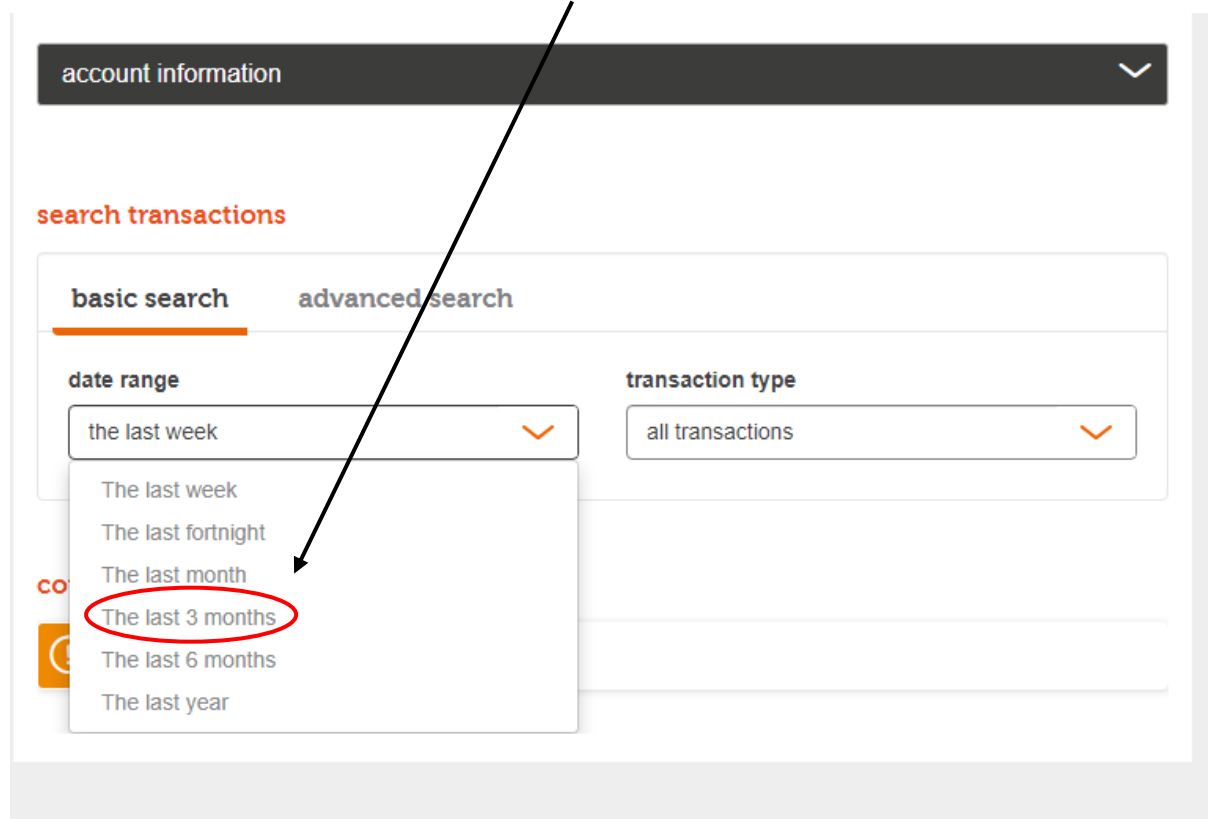 account information
search transactions
basic search advanced search
date range transaction type
the last week all transactions
The last week
The last fortnight
The last month
The last 3 months
The last 6 months
The last year